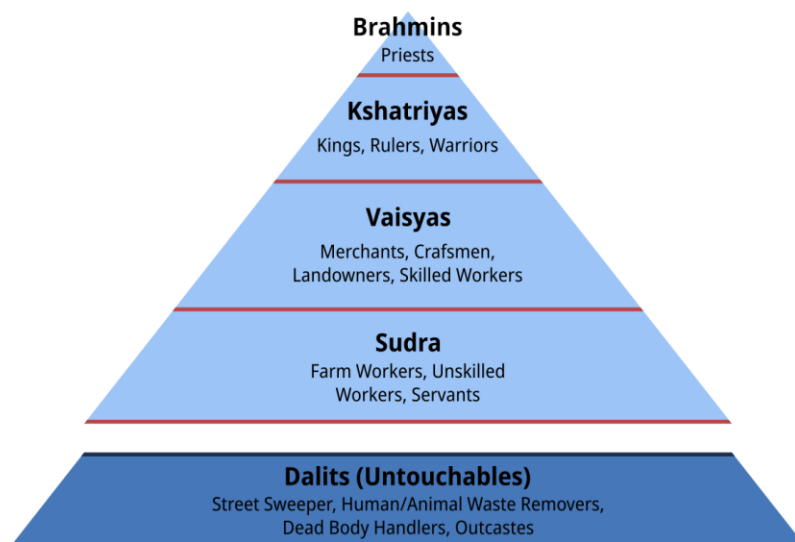 Brahmins
Priests
Kshatriyas
Kings, Rulers, Warriors
Vaisyas
Merchants, Crafsmen,
Landowners, Skilled Workers
Sudra
Farm Workers, Unskilled
Workers, Servants
Dalits (Untouchables)
Street Sweeper, Human/Animal Waste Removers,
Dead Body Handlers, Outcastes